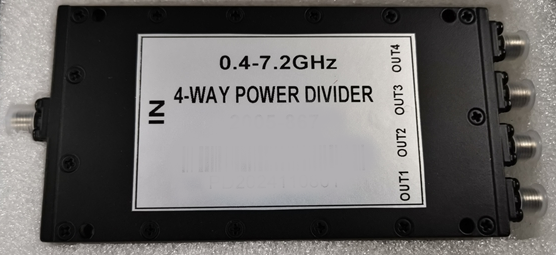 0.4-7.2GHz
4-WAY POWER DIVIDER
IN
OUT4
OUT3
OUT2
OUT1